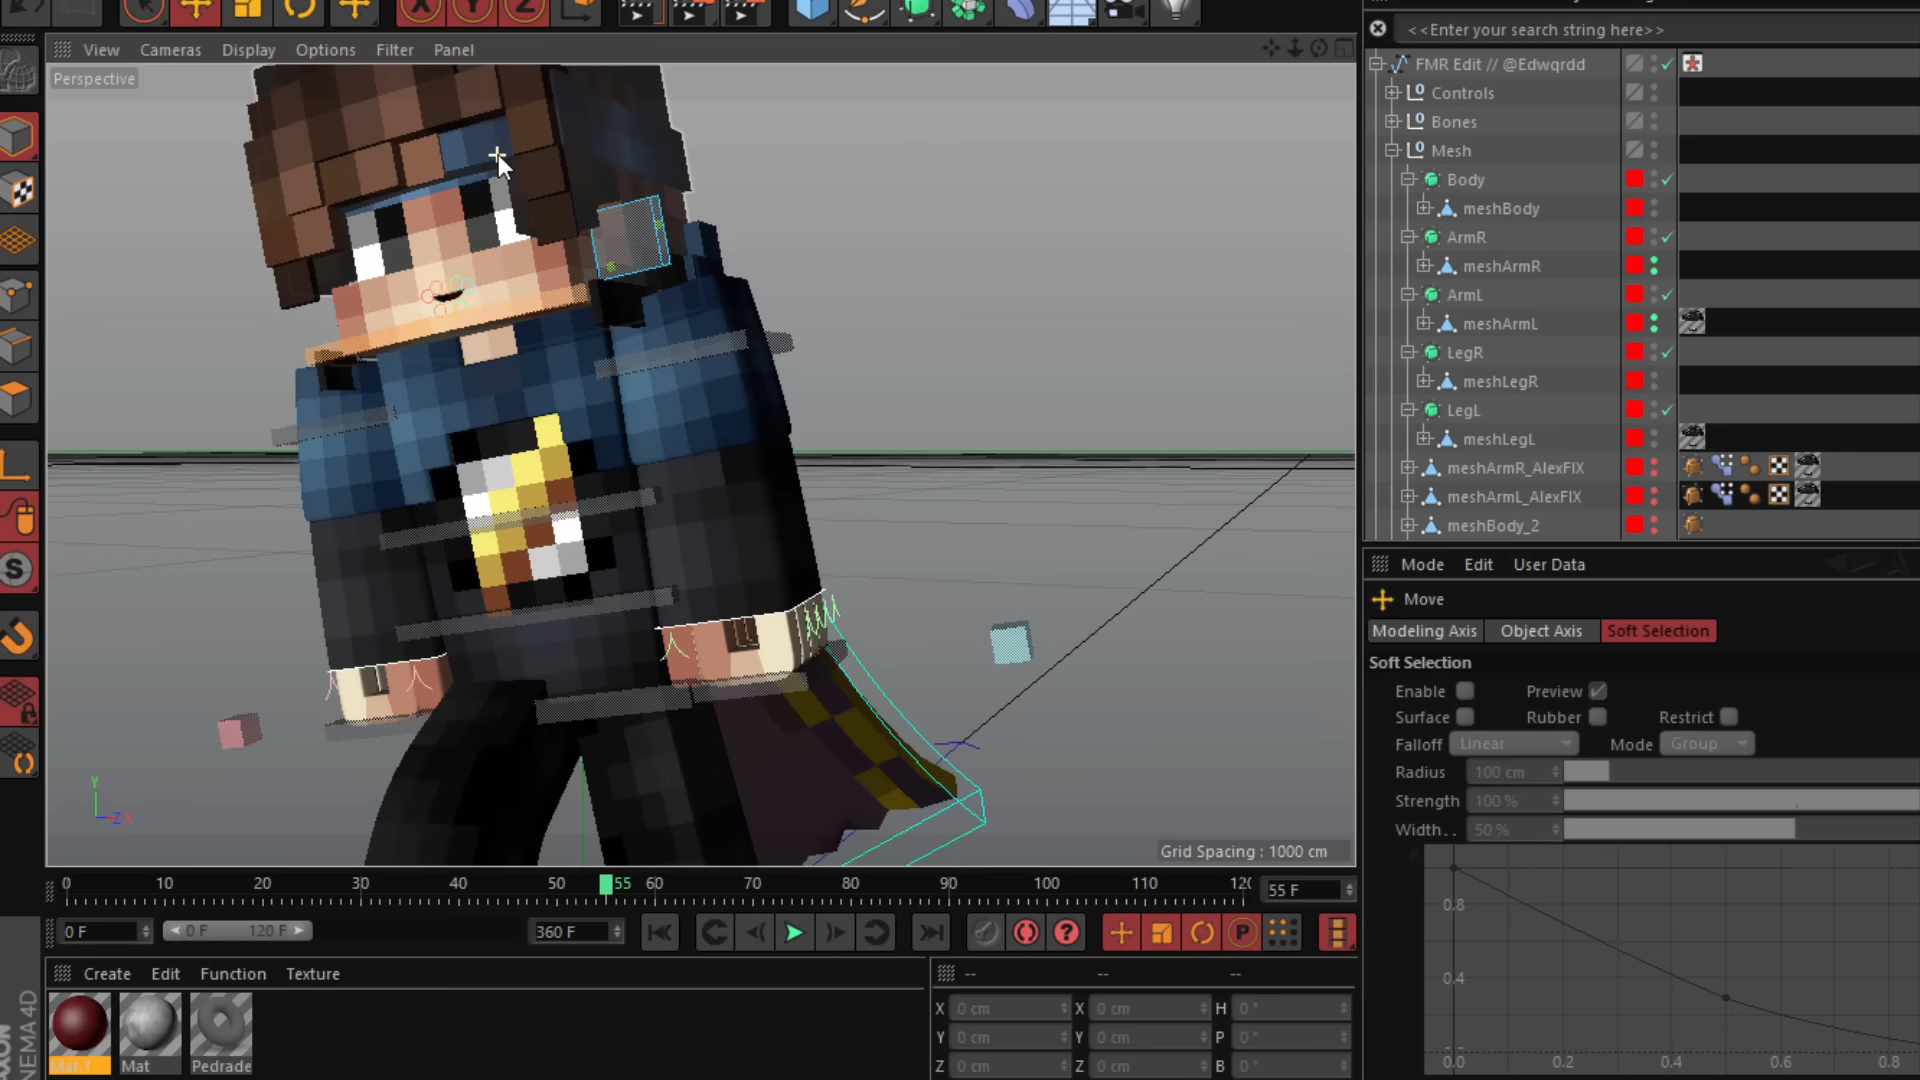 <<Enter your search string here>>
View Cameras Display Options Filter Panel
Perspective
FMR Edit // @Edwqrdd
Controls
Bones
Mesh
Body
meshBody
ArmR
meshArmR
ArmL
meshArmL
LegR
meshLegR
LegL
meshLegL
meshArmR_AlexFIX
meshArmL_AlexFIX
meshBody_2
Mode Edit User Data
Move
Modeling Axis Object Axis Soft Selection
Soft Selection
Enable Preview
Surface Rubber Restrict
Falloff Linear Mode Group
Radius 100 cm
Strength 100 %
Width.. 50 %
0.8
0.4
0.0 0.2 0.4 0.6 0.8
X Y Z
Y
Z X
Grid Spacing : 1000 cm
0 10 20 30 40 50 55 60 70 80 90 100 110 120
55 F
0 F 0 F 120 F 360 F
P
S
Create Edit Function Texture
-- -- --
X 0 cm X 0 cm H 0 °
Y 0 cm Y 0 cm P 0 °
Z 0 cm Z 0 cm B 0 °
Mat.1 Mat Pedrade